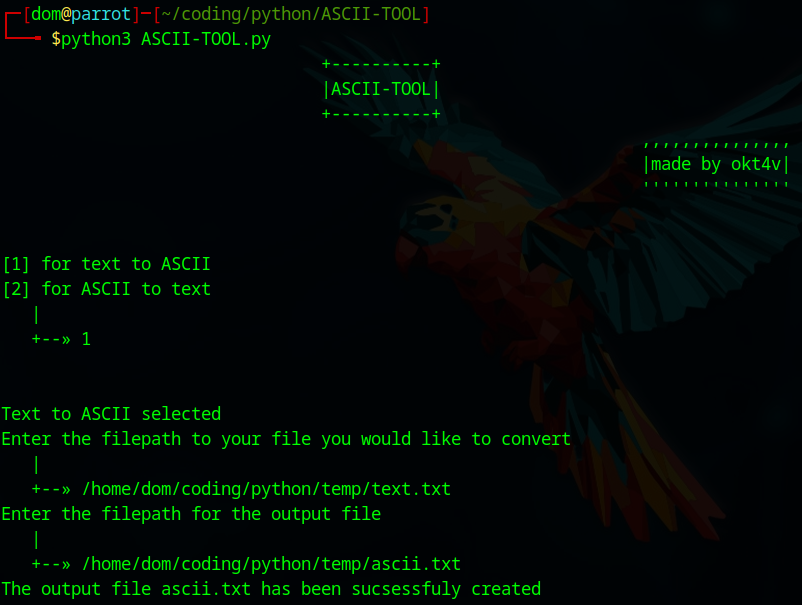 ┌─[dom@parrot]─[~/coding/python/ASCII-TOOL]
└──╼ $python3 ASCII-TOOL.py
+----------+
|ASCII-TOOL|
+----------+
,,,,,,,,,,,,,,,
|made by okt4v|
'''''''''''''''
[1] for text to ASCII
[2] for ASCII to text
|
+--» 1
Text to ASCII selected
Enter the filepath to your file you would like to convert
|
+--» /home/dom/coding/python/temp/text.txt
Enter the filepath for the output file
|
+--» /home/dom/coding/python/temp/ascii.txt
The output file ascii.txt has been sucsessfuly created